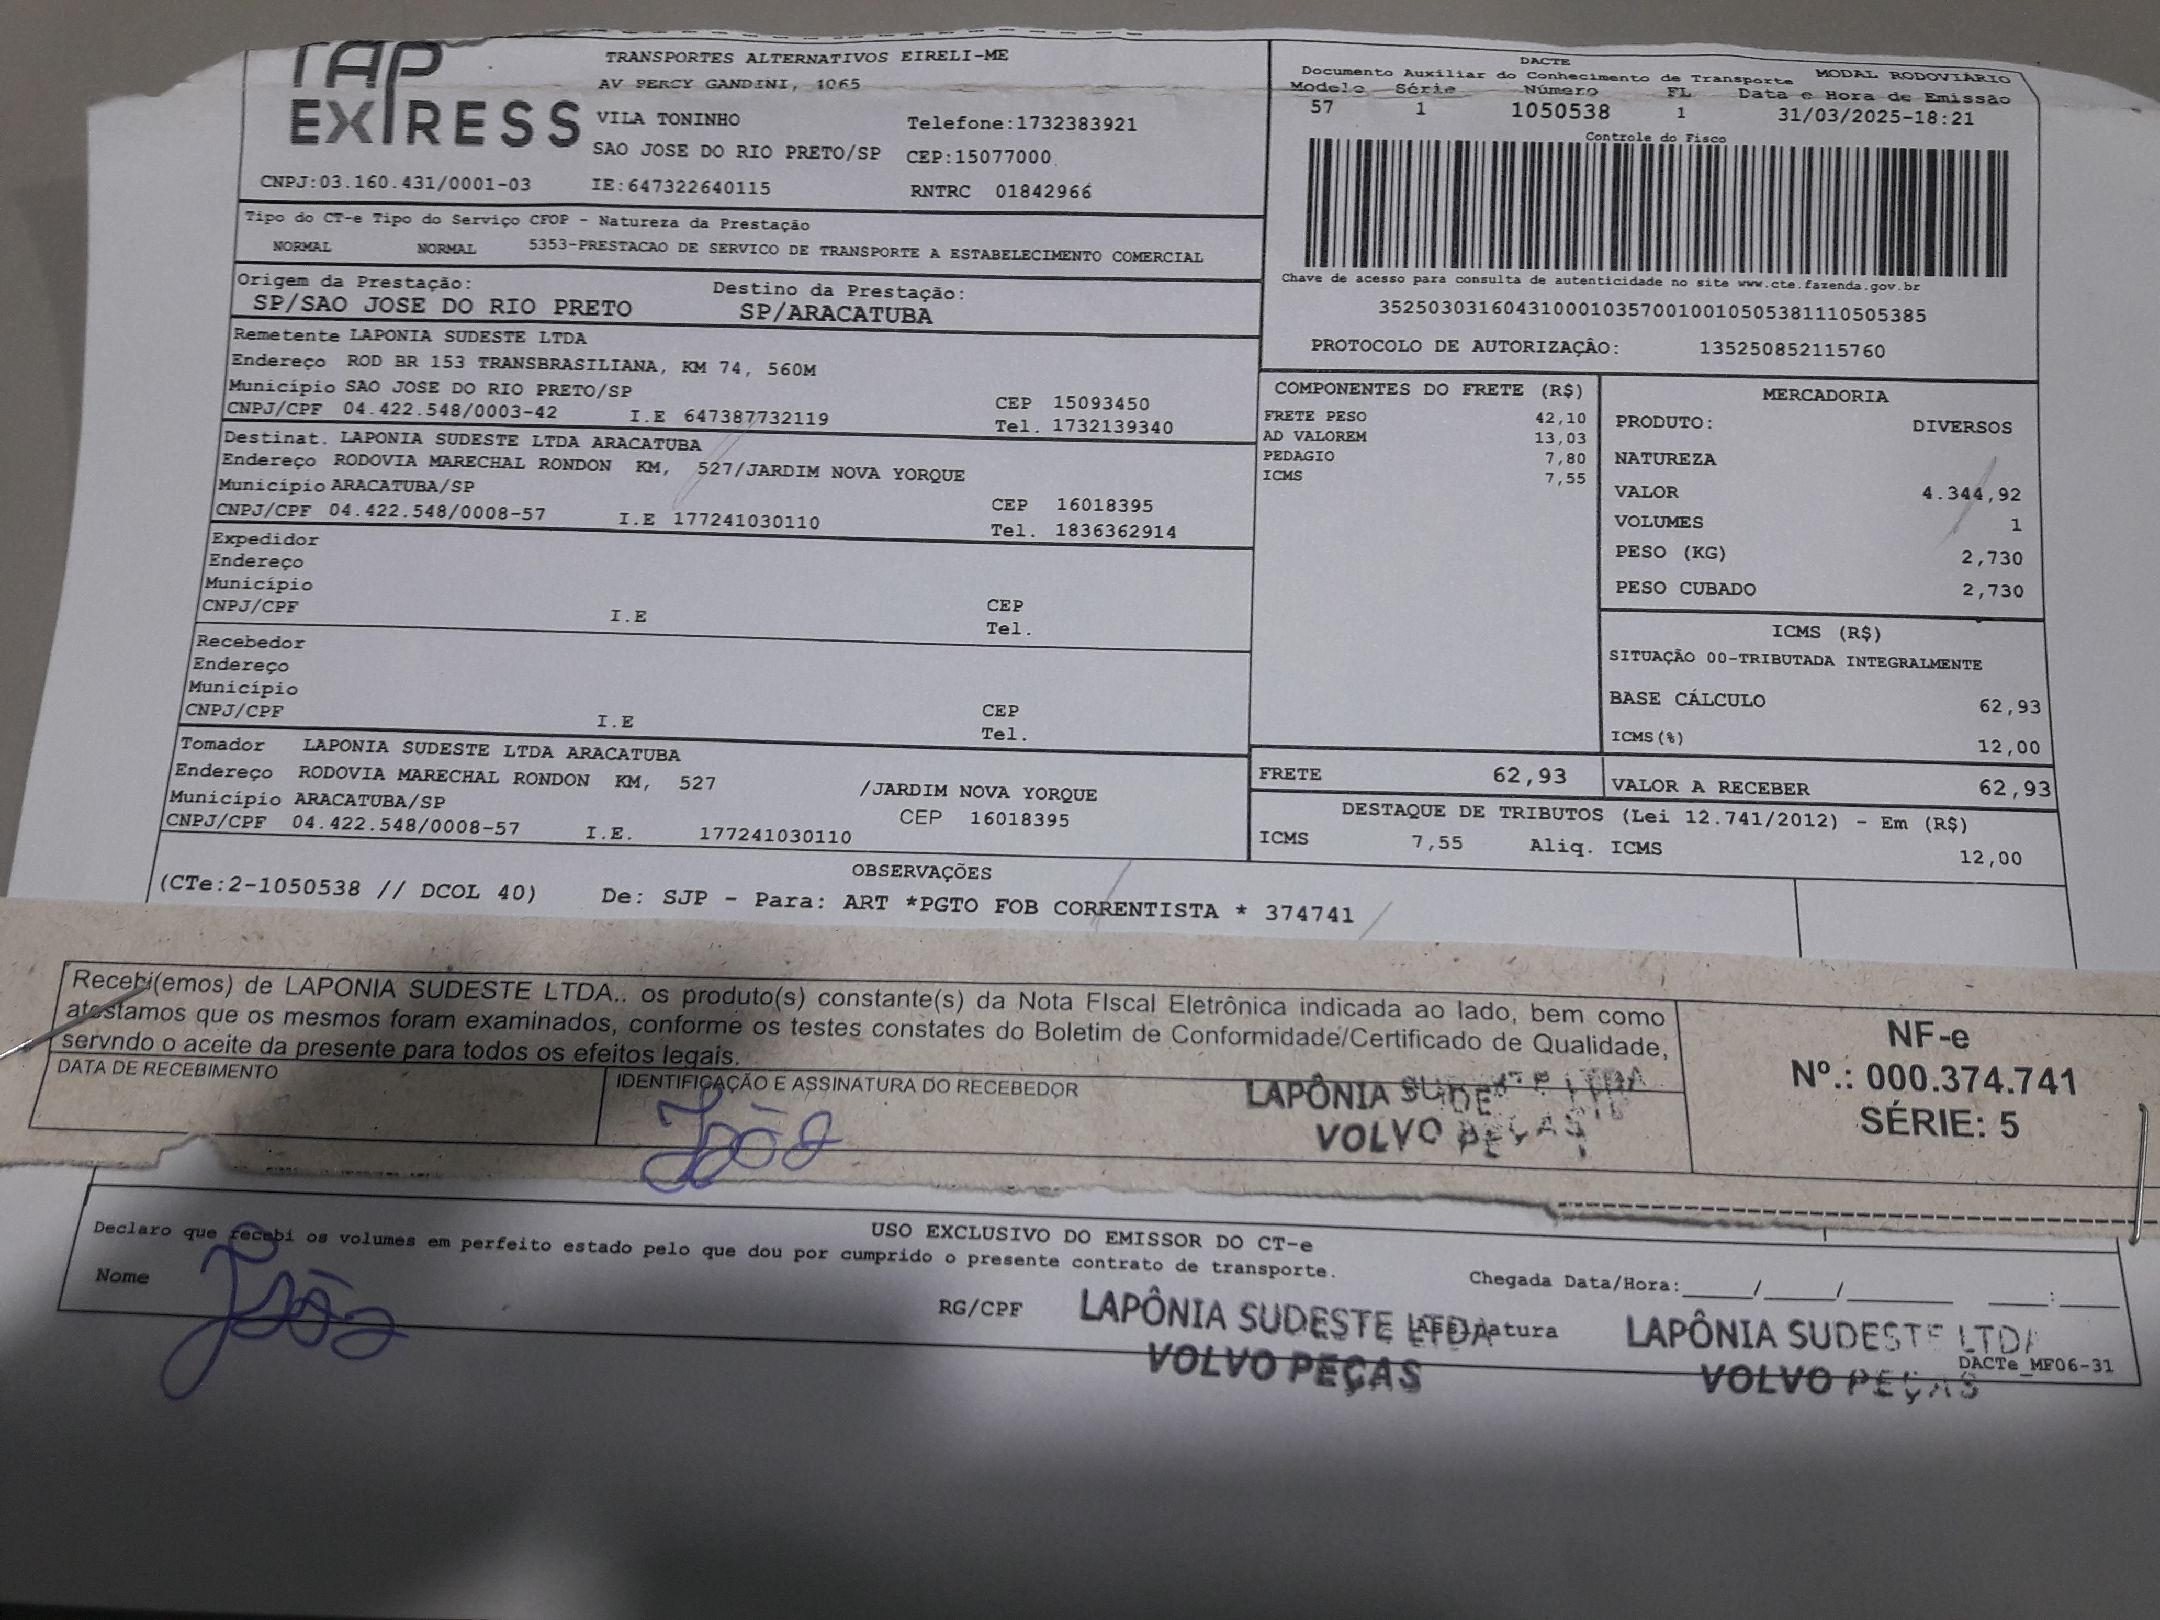 TAP
EXPRESS
TRANSPORTES ALTERNATIVOS EIRELI-ME
AV PERCY GANDINI, 1065
VILA TONINHO Telefone:1732383921
SAO JOSE DO RIO PRETO/SP CEP:15077000
CNPJ:03.160.431/0001-03 IE:647322640115 RNTRC 01842966
DACTE
Documento Auxiliar do Conhecimento de Transporte MODAL RODOVIÁRIO
Modelo Série Número FL Data e Hora de Emissão
57 1 1050538 1 31/03/2025-18:21
Controle do Fisco
Chave de acesso para consulta de autenticidade no site www.cte.fazenda.gov.br
35250303160431000103570010010505381110505385
PROTOCOLO DE AUTORIZAÇÃO: 135250852115760
Tipo do CT-e Tipo do Serviço CFOP - Natureza da Prestação
NORMAL NORMAL 5353-PRESTACAO DE SERVICO DE TRANSPORTE A ESTABELECIMENTO COMERCIAL
Origem da Prestação: Destino da Prestação:
SP/SAO JOSE DO RIO PRETO SP/ARACATUBA
Remetente LAPONIA SUDESTE LTDA
Endereço ROD BR 153 TRANSBRASILIANA, KM 74, 560M
Município SAO JOSE DO RIO PRETO/SP CEP 15093450
CNPJ/CPF 04.422.548/0003-42 I.E 647387732119 Tel. 1732139340
Destinat. LAPONIA SUDESTE LTDA ARACATUBA
Endereço RODOVIA MARECHAL RONDON KM, 527/JARDIM NOVA YORQUE
Município ARACATUBA/SP CEP 16018395
CNPJ/CPF 04.422.548/0008-57 I.E 177241030110 Tel. 1836362914
Expedidor
Endereço
Município
CNPJ/CPF I.E CEP
Tel.
Recebedor
Endereço
Município
CNPJ/CPF I.E CEP
Tel.
Tomador LAPONIA SUDESTE LTDA ARACATUBA
Endereço RODOVIA MARECHAL RONDON KM, 527 /JARDIM NOVA YORQUE
Município ARACATUBA/SP CEP 16018395
CNPJ/CPF 04.422.548/0008-57 I.E. 177241030110
COMPONENTES DO FRETE (R$)
FRETE PESO 42,10
AD VALOREM 13,03
PEDAGIO 7,80
ICMS 7,55
MERCADORIA
PRODUTO: DIVERSOS
NATUREZA
VALOR 4.344,92
VOLUMES 1
PESO (KG) 2,730
PESO CUBADO 2,730
ICMS (R$)
SITUAÇÃO 00-TRIBUTADA INTEGRALMENTE
BASE CÁLCULO 62,93
ICMS(%) 12,00
FRETE 62,93 VALOR A RECEBER 62,93
DESTAQUE DE TRIBUTOS (Lei 12.741/2012) - Em (R$)
ICMS 7,55 Aliq. ICMS 12,00
OBSERVAÇÕES
(CTe:2-1050538 // DCOL 40) De: SJP - Para: ART *PGTO FOB CORRENTISTA * 374741
Recebi(emos) de LAPONIA SUDESTE LTDA.. os produto(s) constante(s) da Nota FIscal Eletrônica indicada ao lado, bem como
atestamos que os mesmos foram examinados, conforme os testes constates do Boletim de Conformidade/Certificado de Qualidade,
servndo o aceite da presente para todos os efeitos legais.
DATA DE RECEBIMENTO IDENTIFICAÇÃO E ASSINATURA DO RECEBEDOR
João
LAPÔNIA SUDESTE LTDA
VOLVO PEÇAS
NF-e
Nº.: 000.374.741
SÉRIE: 5
USO EXCLUSIVO DO EMISSOR DO CT-e
Declaro que recebi os volumes em perfeito estado pelo que dou por cumprido o presente contrato de transporte.
Chegada Data/Hora:_____/_____/_______ ____:____
Nome João RG/CPF Assinatura
LAPÔNIA SUDESTE LTDA
VOLVO PEÇAS
LAPÔNIA SUDESTE LTDA
VOLVO PEÇAS
DACTe_MF06-31